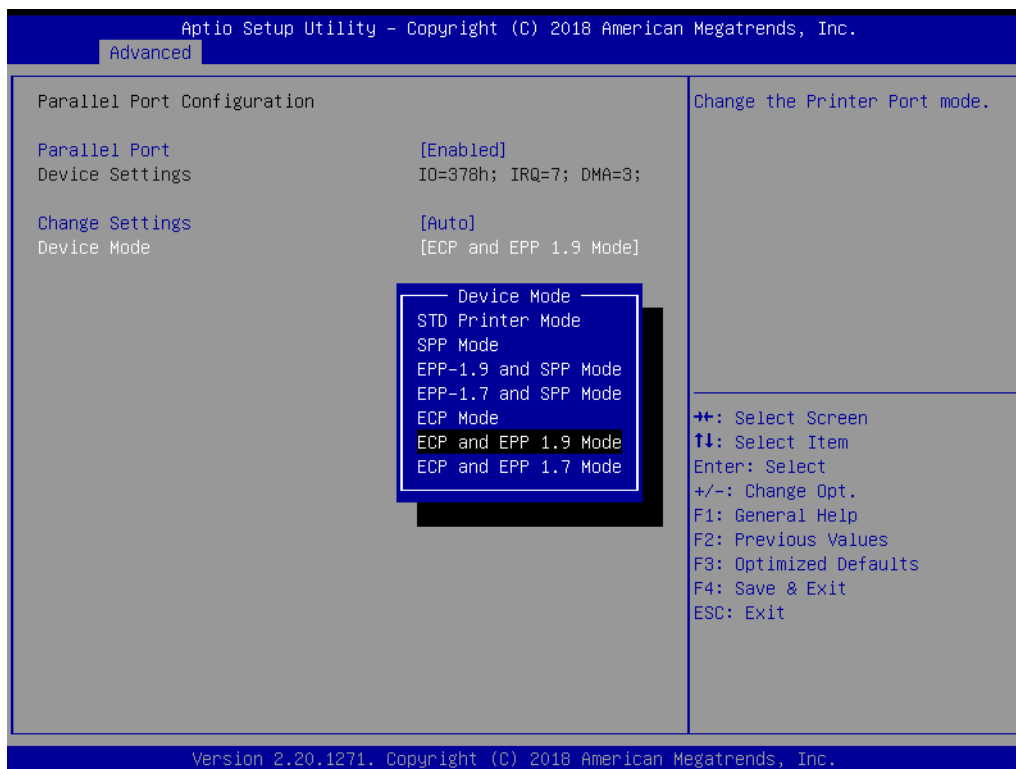 Aptio Setup Utility – Copyright (C) 2018 American Megatrends, Inc.
Advanced
Parallel Port Configuration
Parallel Port [Enabled]
Device Settings IO=378h; IRQ=7; DMA=3;
Change Settings [Auto]
Device Mode [ECP and EPP 1.9 Mode]
Device Mode
STD Printer Mode
SPP Mode
EPP-1.9 and SPP Mode
EPP-1.7 and SPP Mode
ECP Mode
ECP and EPP 1.9 Mode
ECP and EPP 1.7 Mode
Change the Printer Port mode.
→←: Select Screen
↑↓: Select Item
Enter: Select
+/-: Change Opt.
F1: General Help
F2: Previous Values
F3: Optimized Defaults
F4: Save & Exit
ESC: Exit
Version 2.20.1271. Copyright (C) 2018 American Megatrends, Inc.